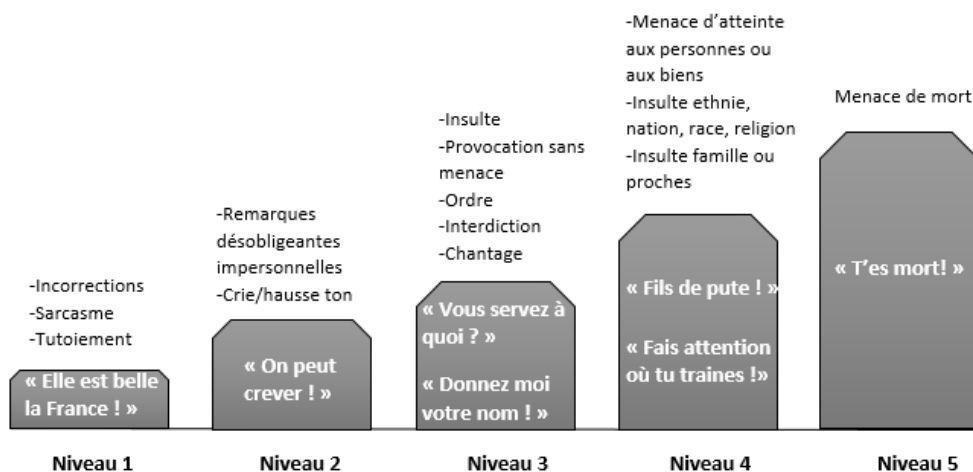 -Incorrections
-Sarcasme
-Tutoiement
« Elle est belle
la France ! »
Niveau 1
-Remarques
désobligeantes
impersonnelles
-Crie/hausse ton
« On peut
crever ! »
Niveau 2
-Insulte
-Provocation sans
menace
-Ordre
-Interdiction
-Chantage
« Vous servez à
quoi ? »
« Donnez moi
votre nom ! »
Niveau 3
-Menace d’atteinte
aux personnes ou
aux biens
-Insulte ethnie,
nation, race, religion
-Insulte famille ou
proches
« Fils de pute ! »
« Fais attention
où tu traines !»
Niveau 4
Menace de mort
« T’es mort! »
Niveau 5